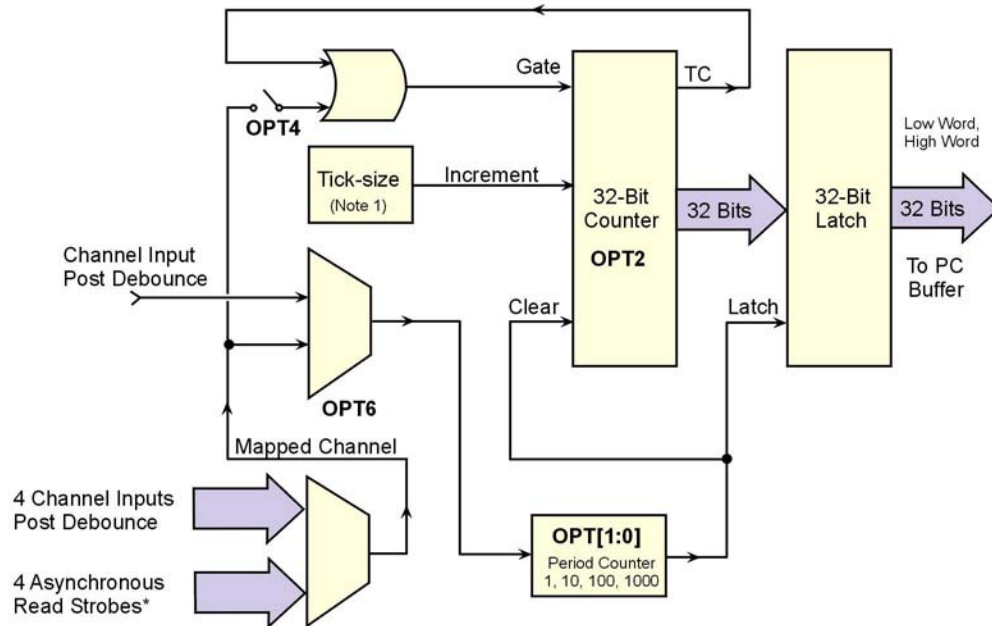 Gate
TC
OPT4
Low Word,
High Word
Tick-size
(Note 1)
Increment
32-Bit
Counter
OPT2
32 Bits
32-Bit
Latch
32 Bits
To PC
Buffer
Channel Input
Post Debounce
Clear
Latch
OPT6
Mapped Channel
4 Channel Inputs
Post Debounce
4 Asynchronous
Read Strobes*
OPT[1:0]
Period Counter
1, 10, 100, 1000